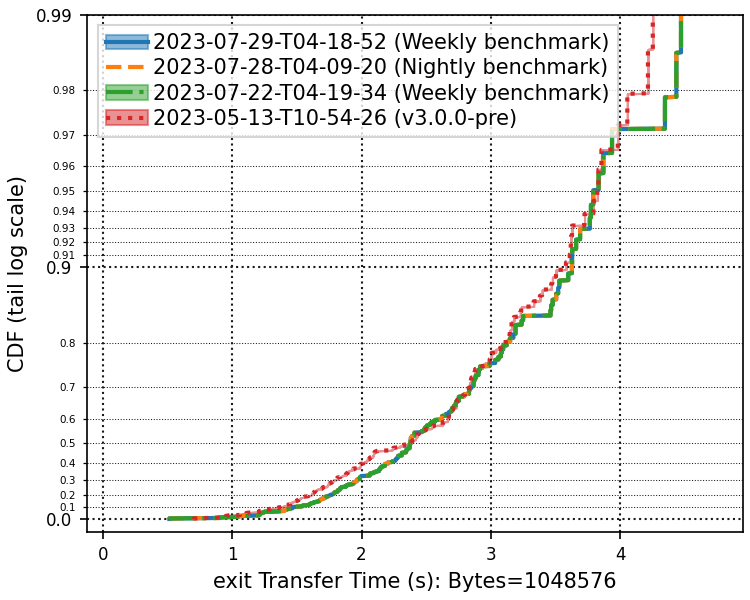 0.99
2023-07-29-T04-18-52 (Weekly benchmark)
2023-07-28-T04-09-20 (Nightly benchmark)
2023-07-22-T04-19-34 (Weekly benchmark)
2023-05-13-T10-54-26 (v3.0.0-pre)
0.98
0.97
0.96
0.95
0.94
0.93
0.92
0.91
0.9
0.8
0.7
0.6
0.5
0.4
0.3
0.2
0.1
0.0
CDF (tail log scale)
0 1 2 3 4
exit Transfer Time (s): Bytes=1048576